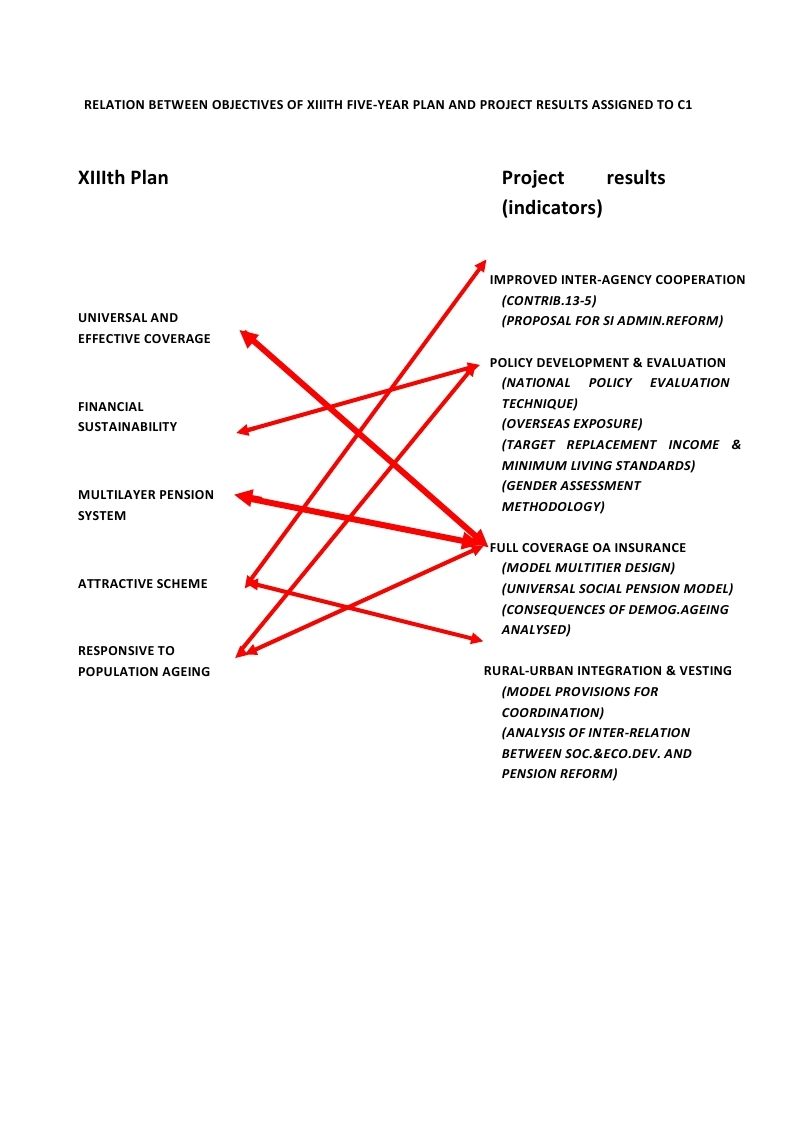 RELATION BETWEEN OBJECTIVES OF XIIITH FIVE-YEAR PLAN AND PROJECT RESULTS ASSIGNED TO C1
XIIIth Plan
UNIVERSAL AND
EFFECTIVE COVERAGE
FINANCIAL
SUSTAINABILITY
MULTILAYER PENSION
SYSTEM
ATTRACTIVE SCHEME
RESPONSIVE TO
POPULATION AGEING
Project results
(indicators)
IMPROVED INTER-AGENCY COOPERATION
(CONTRIB.13-5)
(PROPOSAL FOR SI ADMIN.REFORM)
POLICY DEVELOPMENT & EVALUATION
(NATIONAL POLICY EVALUATION
TECHNIQUE)
(OVERSEAS EXPOSURE)
(TARGET REPLACEMENT INCOME &
MINIMUM LIVING STANDARDS)
(GENDER ASSESSMENT
METHODOLOGY)
FULL COVERAGE OA INSURANCE
(MODEL MULTITIER DESIGN)
(UNIVERSAL SOCIAL PENSION MODEL)
(CONSEQUENCES OF DEMOG.AGEING
ANALYSED)
RURAL-URBAN INTEGRATION & VESTING
(MODEL PROVISIONS FOR
COORDINATION)
(ANALYSIS OF INTER-RELATION
BETWEEN SOC.&ECO.DEV. AND
PENSION REFORM)